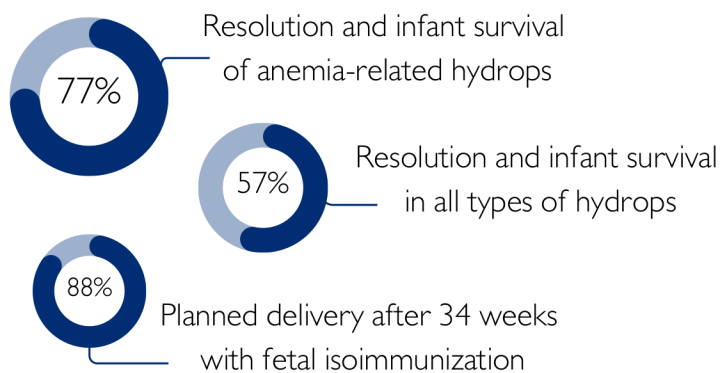 Resolution and infant survival
of anemia-related hydrops
77%
Resolution and infant survival
in all types of hydrops
57%
88%
Planned delivery after 34 weeks
with fetal isoimmunization